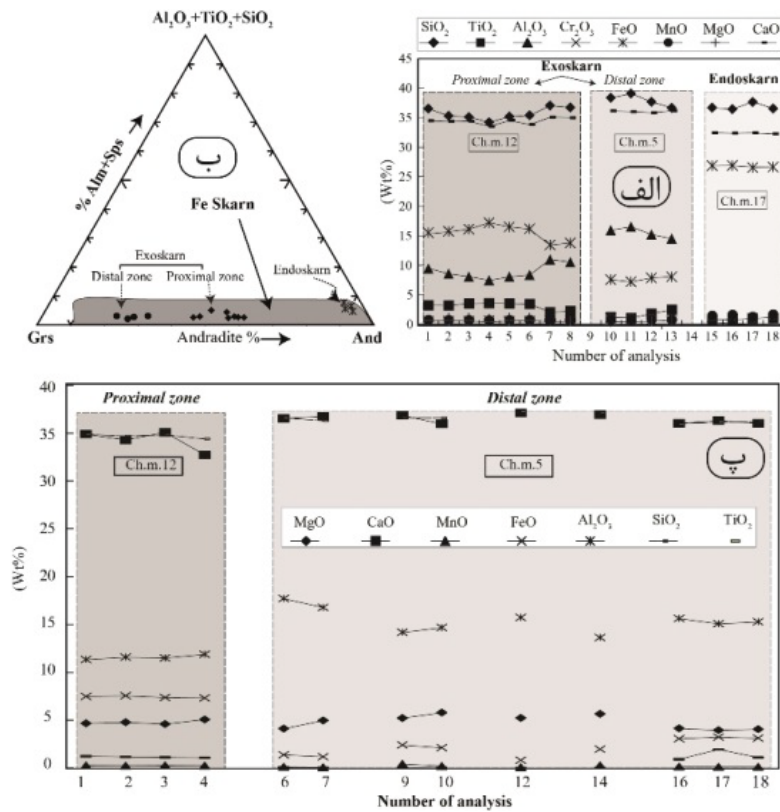 Al₂O₃+TiO₂+SiO₂
% Alm+Sps
ب
Fe Skarn
Exoskarn
Distal zone Proximal zone
Endoskarn
Grs Andradite % And
SiO₂ TiO₂ Al₂O₃ Cr₂O₃ FeO MnO MgO CaO
45
40
35
30
25
20
15
10
5
0
(Wt%)
Exoskarn
Proximal zone Distal zone Endoskarn
Ch.m.12 Ch.m.5
الف
Ch.m.17
1 2 3 4 5 6 7 8 9 10 11 12 13 14 15 16 17 18
Number of analysis
40
35
30
25
20
15
10
5
0
(Wt%)
Proximal zone Distal zone
Ch.m.12 Ch.m.5
پ
MgO CaO MnO FeO Al₂O₃ SiO₂ TiO₂
1 2 3 4 6 7 9 10 12 14 16 17 18
Number of analysis